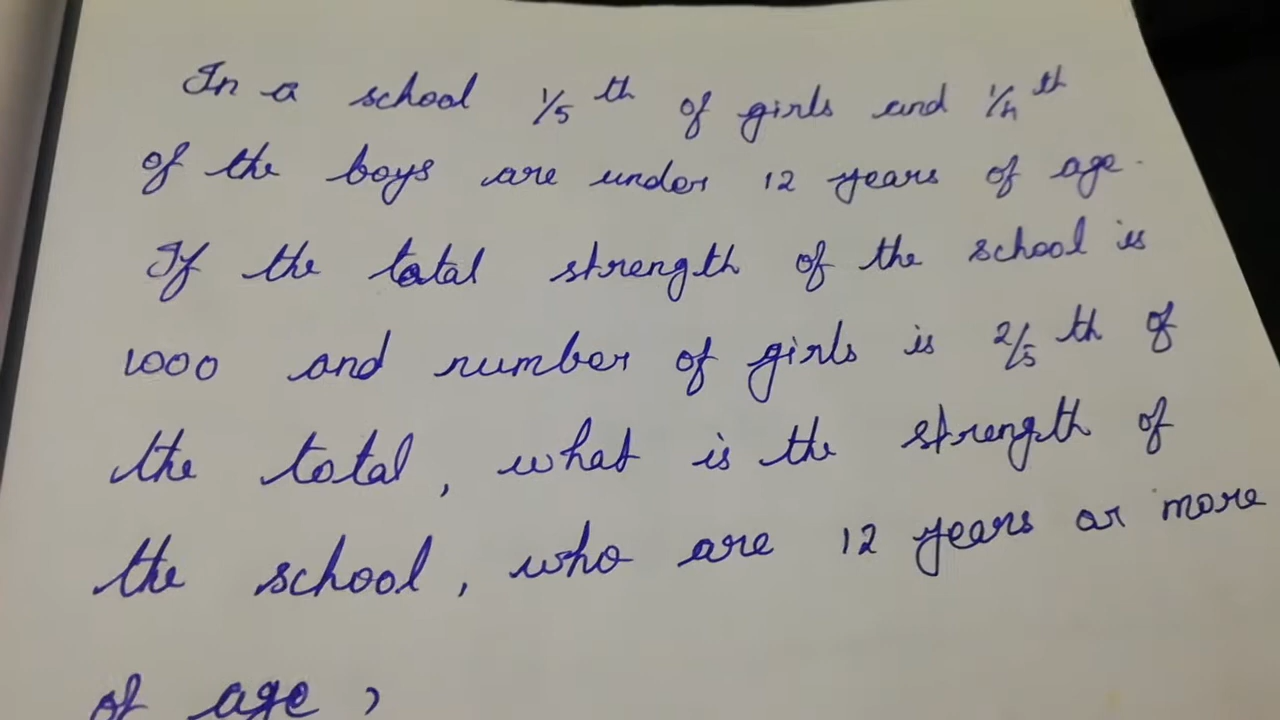 In a school 1/5 th of girls and 1/4 th
of the boys are under 12 years of age.
If the total strength of the school is
1000 and number of girls is 2/5 th of
the total, what is the strength of
the school, who are 12 years or more
of age ?